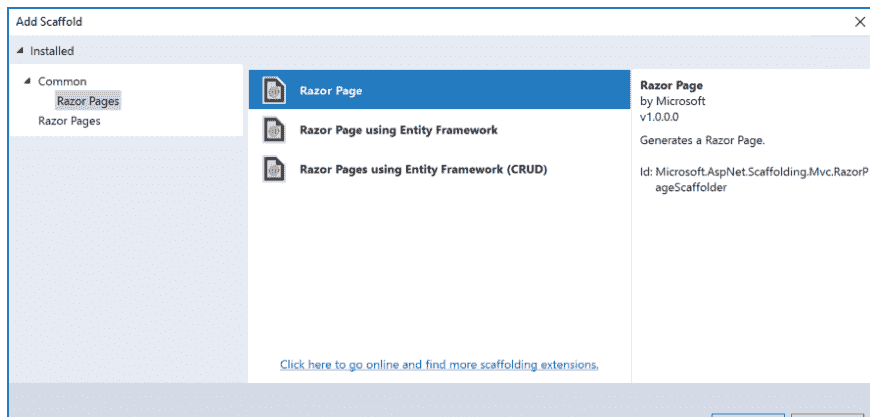 Add Scaffold
Installed
Common
Razor Pages
Razor Pages
Razor Page
Razor Page using Entity Framework
Razor Pages using Entity Framework (CRUD)
Click here to go online and find more scaffolding extensions.
Razor Page
by Microsoft
v1.0.0.0
Generates a Razor Page.
Id: Microsoft.AspNet.Scaffolding.Mvc.RazorP
ageScaffolder